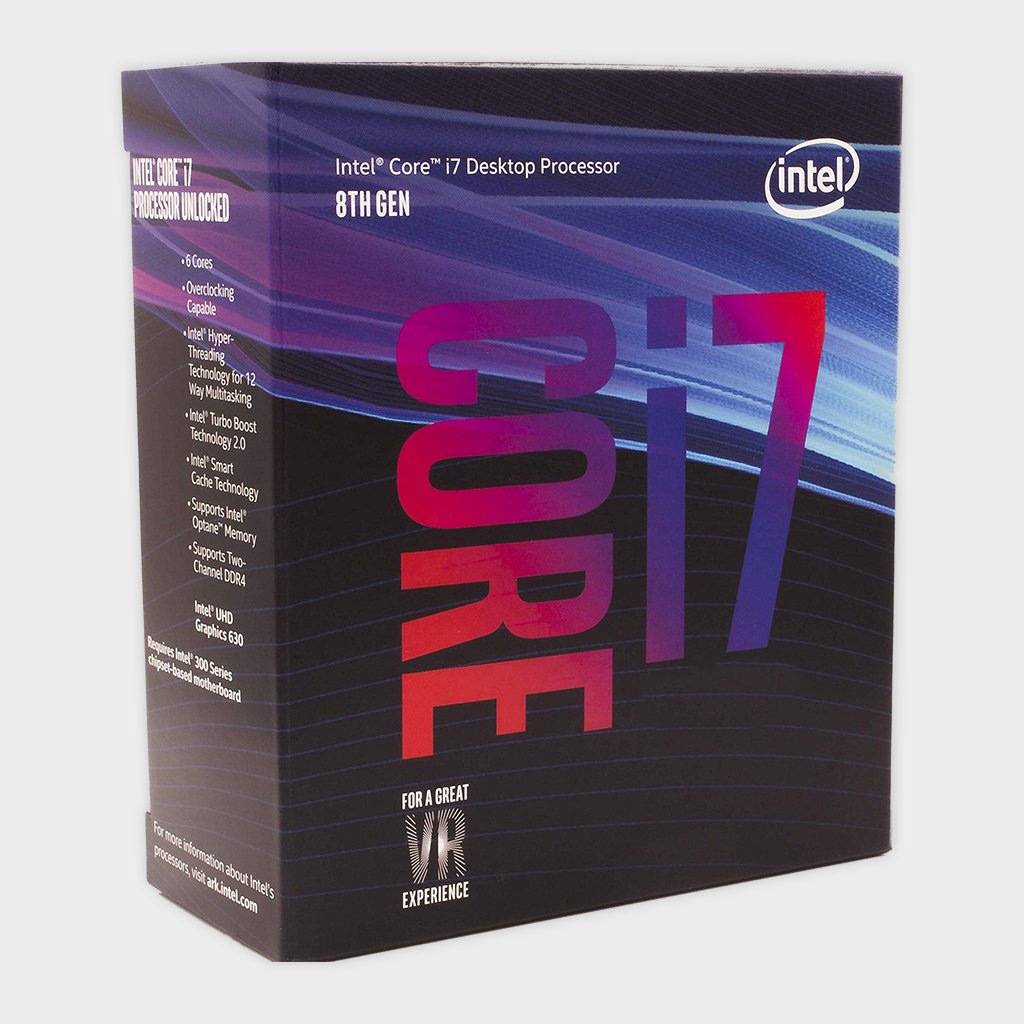 INTEL® CORE™ i7
PROCESSOR UNLOCKED
• 6 Cores
• Overclocking
Capable
• Intel® Hyper-
Threading
Technology for 12
Way Multitasking
• Intel® Turbo Boost
Technology 2.0
• Intel® Smart
Cache Technology
• Supports Intel®
Optane™ Memory
• Supports Two-
Channel DDR4
Intel® UHD
Graphics 630
Requires Intel® 300 Series
chipset-based motherboard
For more information about Intel's
processors, visit ark.intel.com
Intel® Core™ i7 Desktop Processor
8TH GEN
intel®
CORE
i7
FOR A GREAT
VR
EXPERIENCE